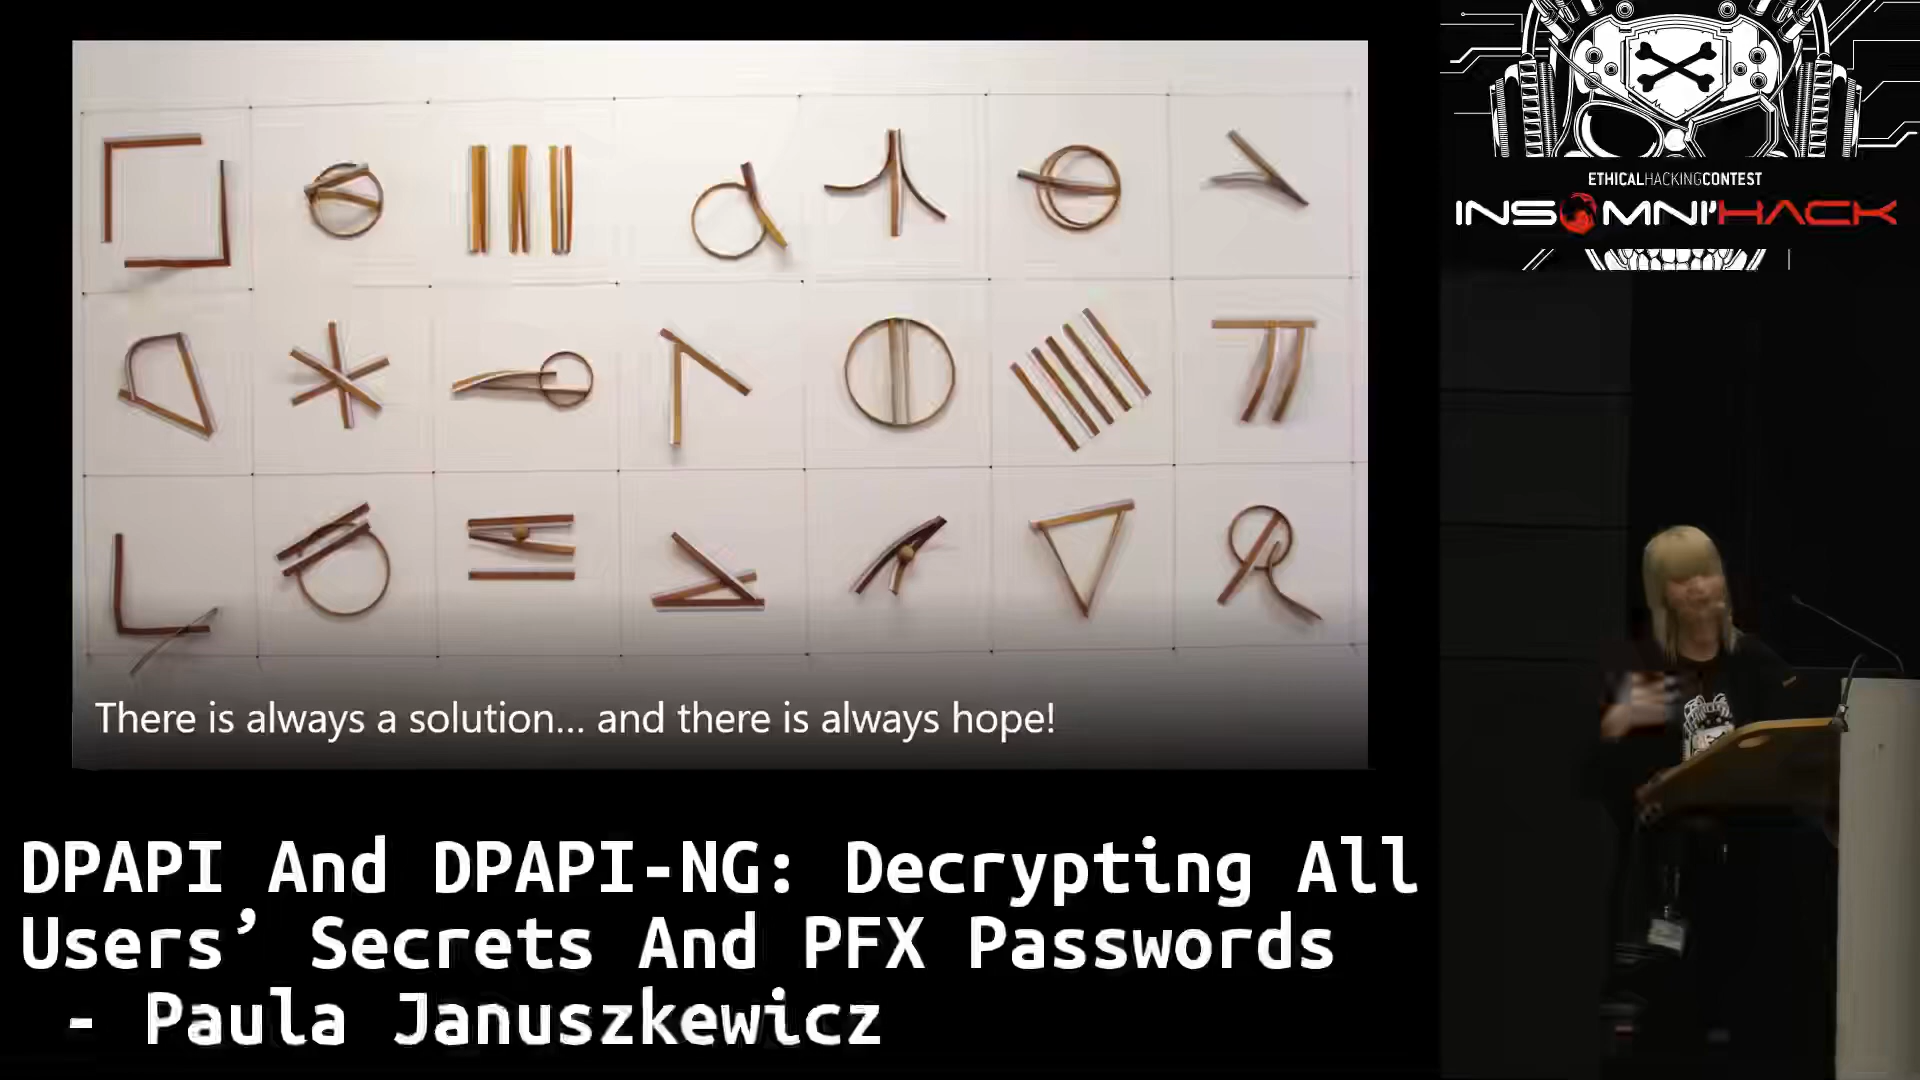 ETHICALHACKINGCONTEST
INSOMNI'HACK
There is always a solution... and there is always hope!
DPAPI And DPAPI-NG: Decrypting All
Users’ Secrets And PFX Passwords
- Paula Januszkewicz